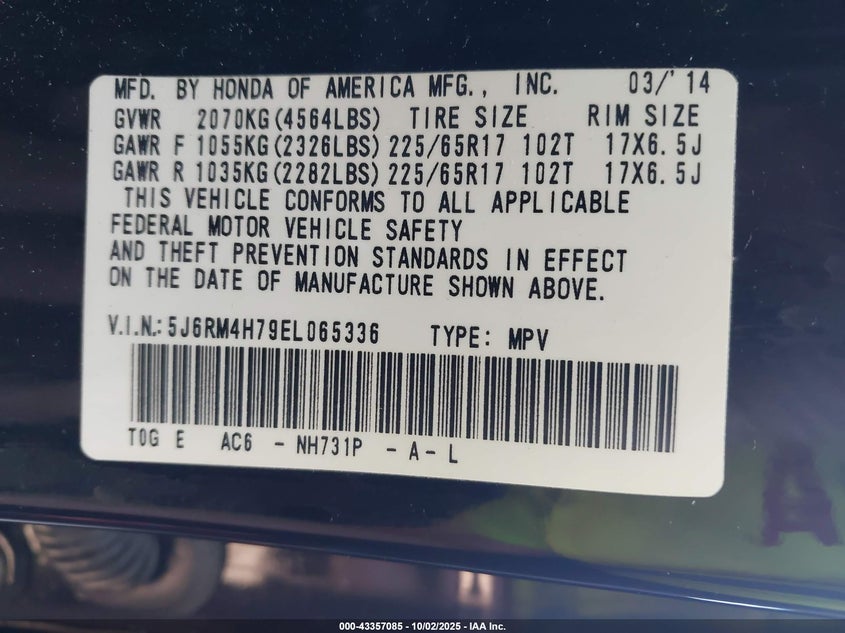 MFD. BY HONDA OF AMERICA MFG., INC. 03/'14
GVWR 2070KG(4564LBS) TIRE SIZE RIM SIZE
GAWR F 1055KG(2326LBS) 225/65R17 102T 17X6.5J
GAWR R 1035KG(2282LBS) 225/65R17 102T 17X6.5J
THIS VEHICLE CONFORMS TO ALL APPLICABLE
FEDERAL MOTOR VEHICLE SAFETY
AND THEFT PREVENTION STANDARDS IN EFFECT
ON THE DATE OF MANUFACTURE SHOWN ABOVE.
V.I.N.: 5J6RM4H79EL065336 TYPE: MPV
T0G E AC6 - NH731P - A - L
A
000-43357085 - 10/02/2025 - IAA Inc.